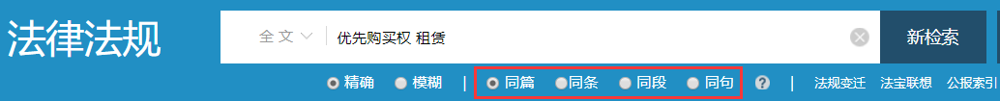 法律法规
全文 优先购买权 租赁 新检索
精确 模糊 | 同篇 同条 同段 同句 ? | 法规变迁 法宝联想 公报索引